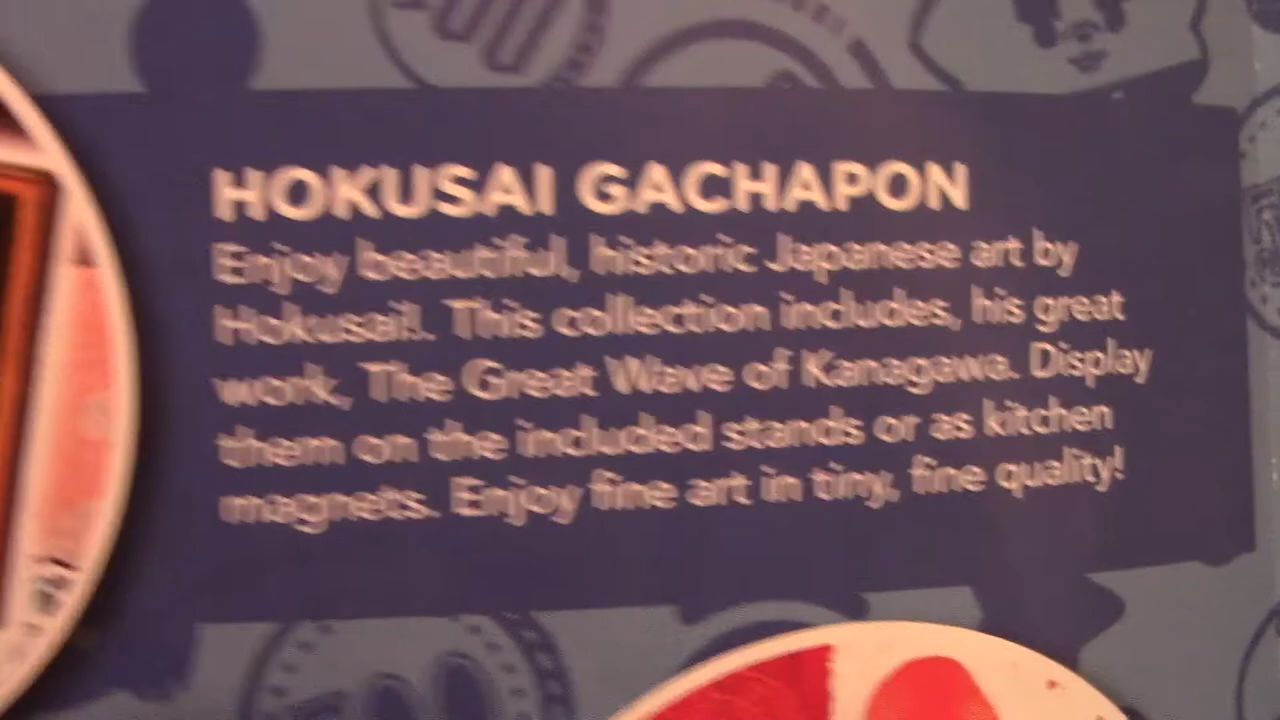 HOKUSAI GACHAPON
Enjoy beautiful, historic Japanese art by
Hokusai!. This collection includes, his great
work, The Great Wave of Kanagawa. Display
them on the included stands or as kitchen
magnets. Enjoy fine art in tiny, fine quality!